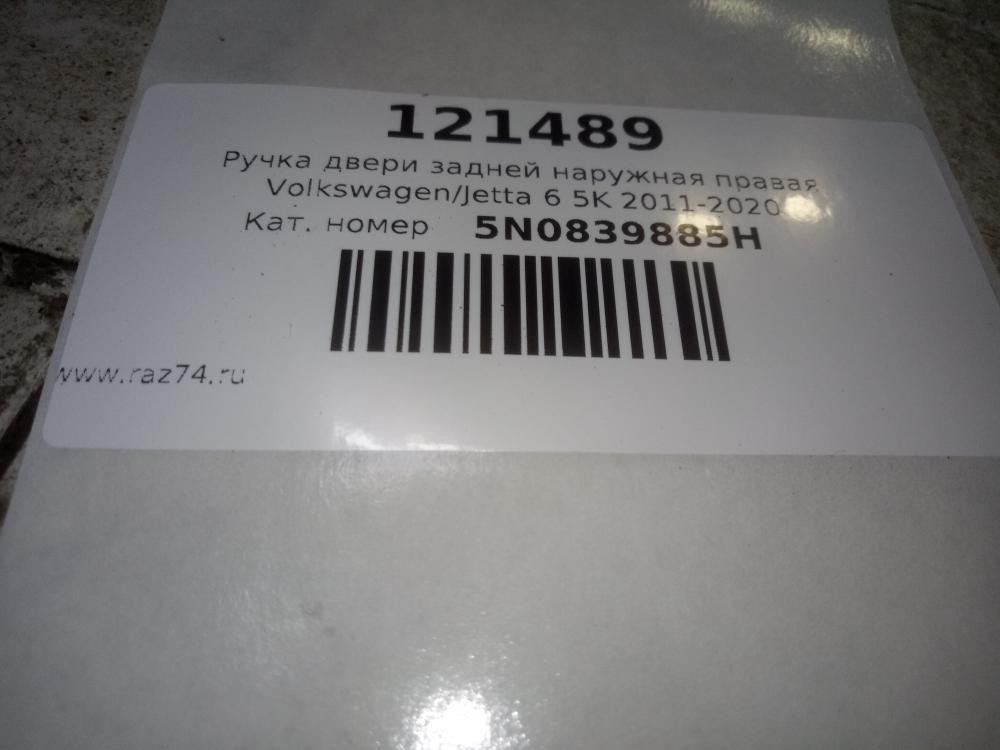 121489
Ручка двери задней наружная правая
Volkswagen/Jetta 6 5K 2011-2020
Кат. номер 5N0839885H
www.raz74.ru